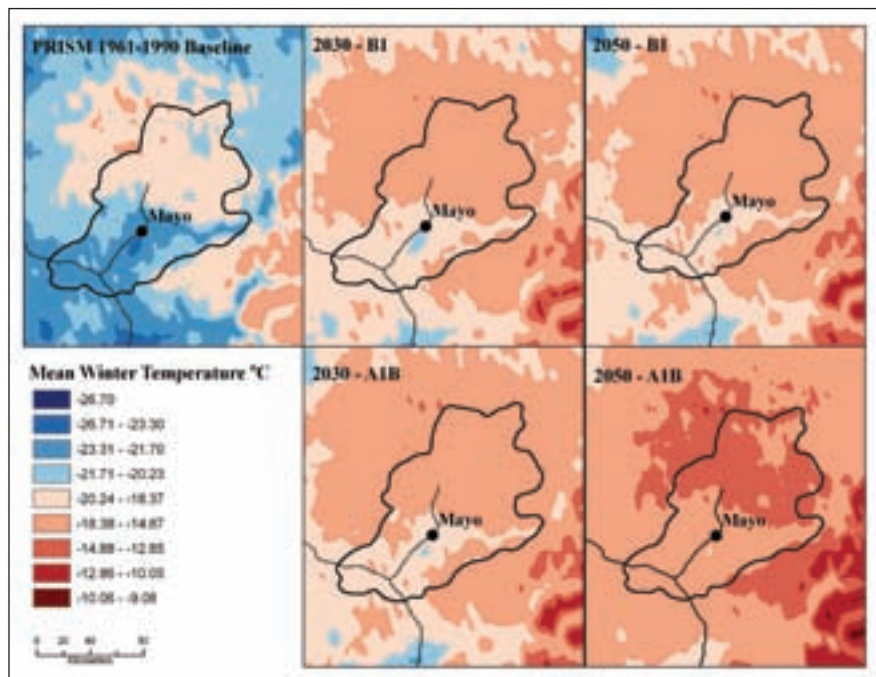 PRISM 1961-1990 Baseline
2030 - B1
2050 - B1
Mayo
Mayo
Mayo
Mean Winter Temperature °C
-26.70
-26.71 - -23.30
-23.31 - -21.70
-21.71 - -20.23
-20.24 - -18.37
-18.38 - -14.87
-14.88 - -12.85
-12.86 - -10.05
-10.06 - -9.08
0 20 40 80
Kilometers
2030 - A1B
2050 - A1B
Mayo
Mayo